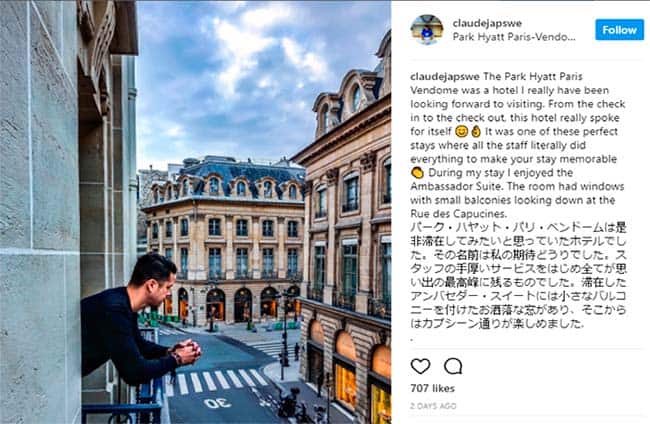 claudejapswe
Park Hyatt Paris-Vendo...
Follow
claudejapswe The Park Hyatt Paris
Vendome was a hotel I really have been
looking forward to visiting. From the check
in to the check out, this hotel really spoke
for itself 😊👌 It was one of these perfect
stays where all the staff literally did
everything to make your stay memorable
👏 During my stay I enjoyed the
Ambassador Suite. The room had windows
with small balconies looking down at the
Rue des Capucines.
パーク・ハヤット・パリ・ベンドームは是
非滞在してみたいと思っていたホテルでし
た。その名前は私の期待どうりでした。ス
タッフの手厚いサービスをはじめ全てが思
い出の最高峰に残るものでした。滞在した
アンバセダー・スイートには小さなバルコ
ニーを付けたお洒落な窓があり、そこから
はカプシーン通りが楽しめました.
.
707 likes
2 DAYS AGO
30